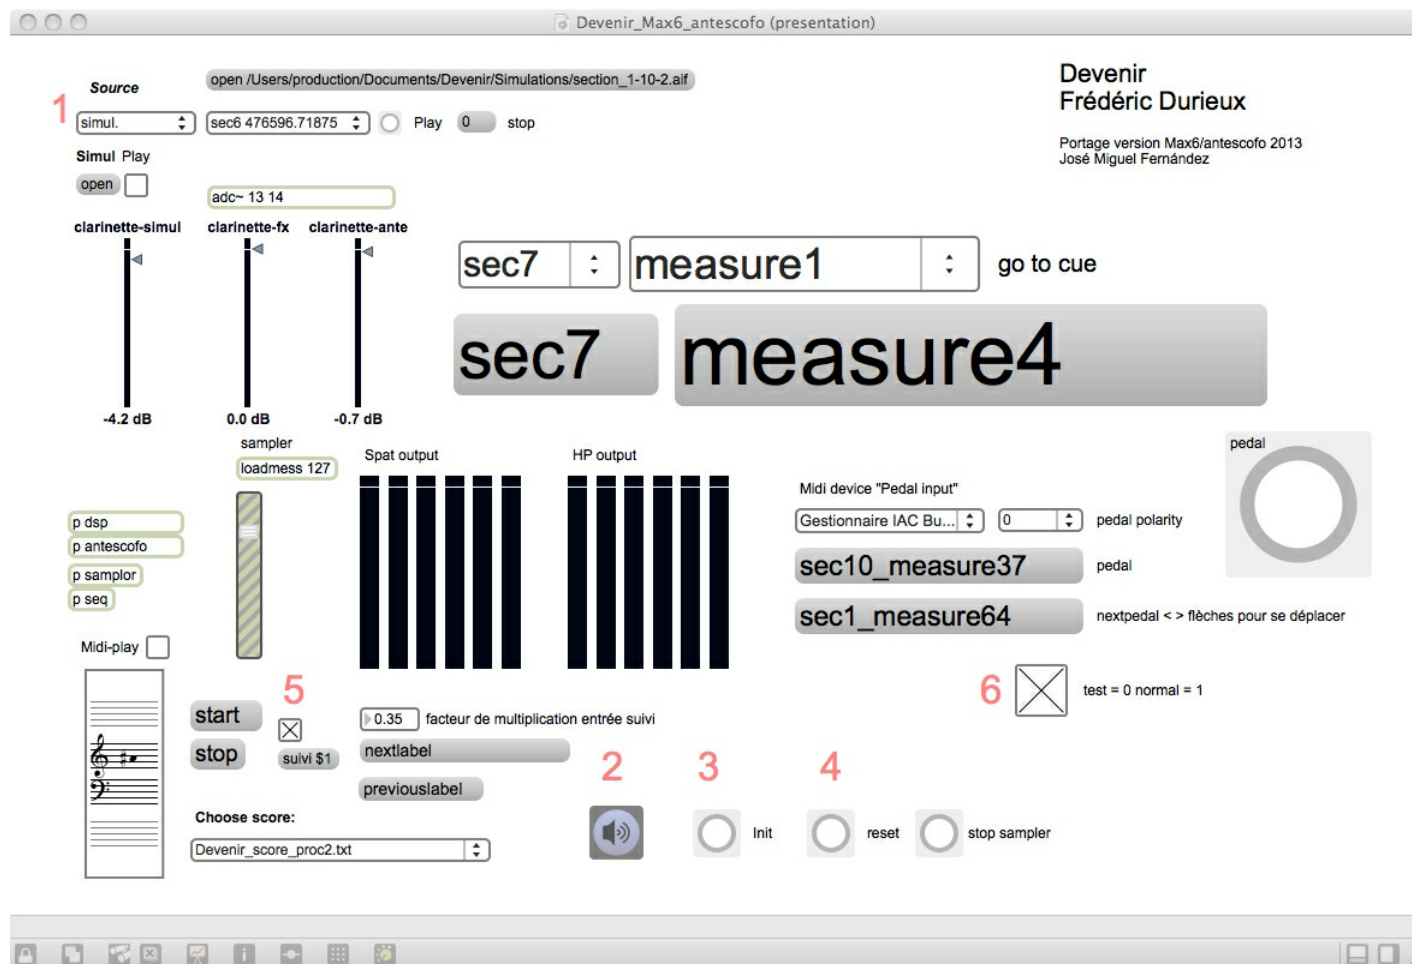 Devenir_Max6_antescofo (presentation)
Source
open /Users/production/Documents/Devenir/Simulations/section_1-10-2.aif
Devenir
Frédéric Durieux
1
simul.
sec6 476596.71875
Play
0
stop
Portage version Max6/antescofo 2013
José Miguel Fernández
Simul Play
open
adc~ 13 14
clarinette-simul
clarinette-fx
clarinette-ante
sec7
measure1
go to cue
sec7
measure4
-4.2 dB
0.0 dB
-0.7 dB
sampler
loadmess 127
Spat output
HP output
pedal
Midi device "Pedal input"
Gestionnaire IAC Bu...
0
pedal polarity
p dsp
p antescofo
p samplor
p seq
sec10_measure37
pedal
sec1_measure64
nextpedal < > flèches pour se déplacer
Midi-play
5
6
test = 0 normal = 1
start
stop
suivi $1
0.35
facteur de multiplication entrée suivi
nextlabel
previouslabel
2
3
4
Choose score:
Devenir_score_proc2.txt
Init
reset
stop sampler